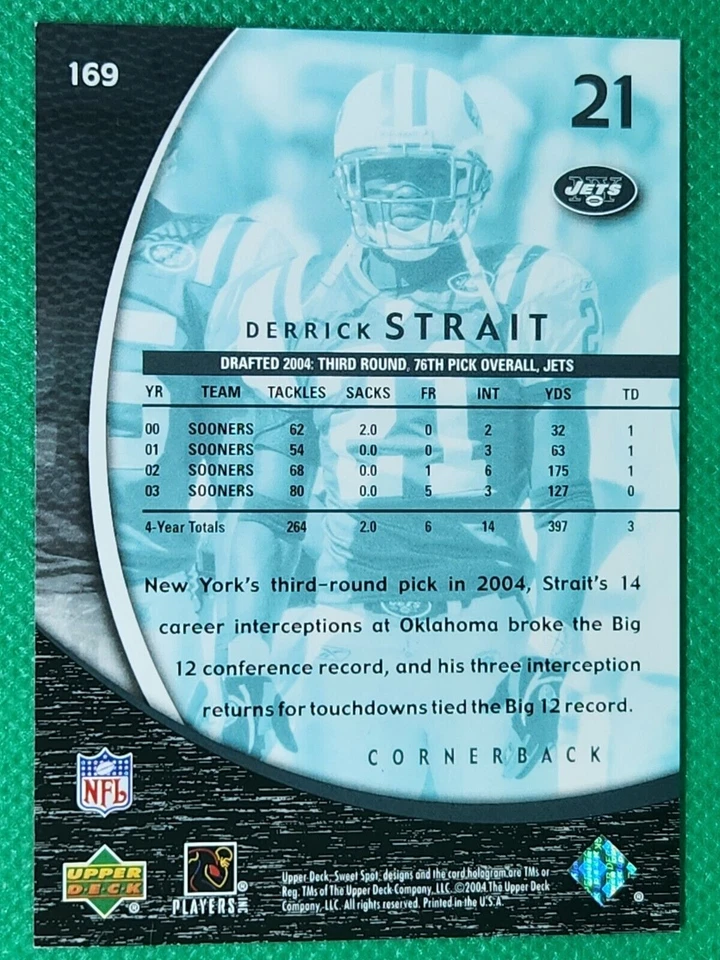 169
21
NY
JETS
DERRICK STRAIT
DRAFTED 2004: THIRD ROUND, 76TH PICK OVERALL, JETS
YR TEAM TACKLES SACKS FR INT YDS TD
00 SOONERS 62 2.0 0 2 32 1
01 SOONERS 54 0.0 0 3 63 1
02 SOONERS 68 0.0 1 6 175 1
03 SOONERS 80 0.0 5 3 127 0
4-Year Totals 264 2.0 6 14 397 3
New York's third-round pick in 2004, Strait's 14
career interceptions at Oklahoma broke the Big
12 conference record, and his three interception
returns for touchdowns tied the Big 12 record.
CORNERBACK
NFL
UPPER
DECK ®
PLAYERS INC ®
Upper Deck, Sweet Spot, designs and the card hologram are TMs or
Reg. TMs of The Upper Deck Company, LLC. ©2004 The Upper Deck
Company, LLC. All rights reserved. Printed in the U.S.A.
®